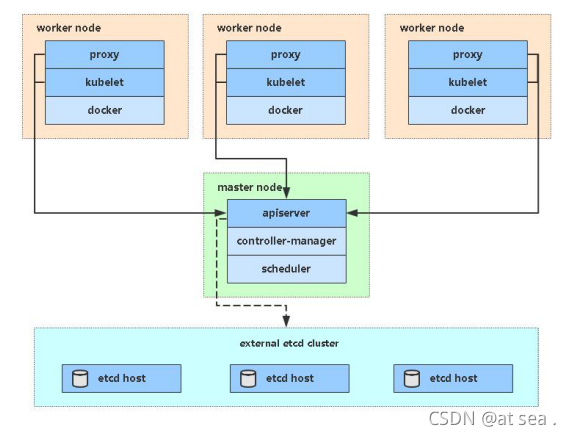 worker node
worker node
worker node
proxy
proxy
proxy
kubelet
kubelet
kubelet
docker
docker
docker
master node
apiserver
controller-manager
scheduler
external etcd cluster
etcd host
etcd host
etcd host
CSDN @at sea .